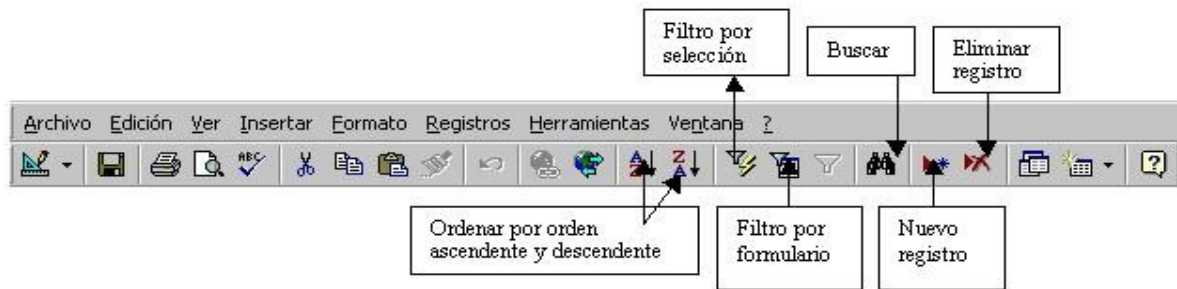 Filtro por
selección
Buscar
Eliminar
registro
Archivo Edición Ver Insertar Formato Registros Herramientas Ventana ?
ABC
A
Z
Z
A
?
Ordenar por orden
ascendente y descendente
Filtro por
formulario
Nuevo
registro